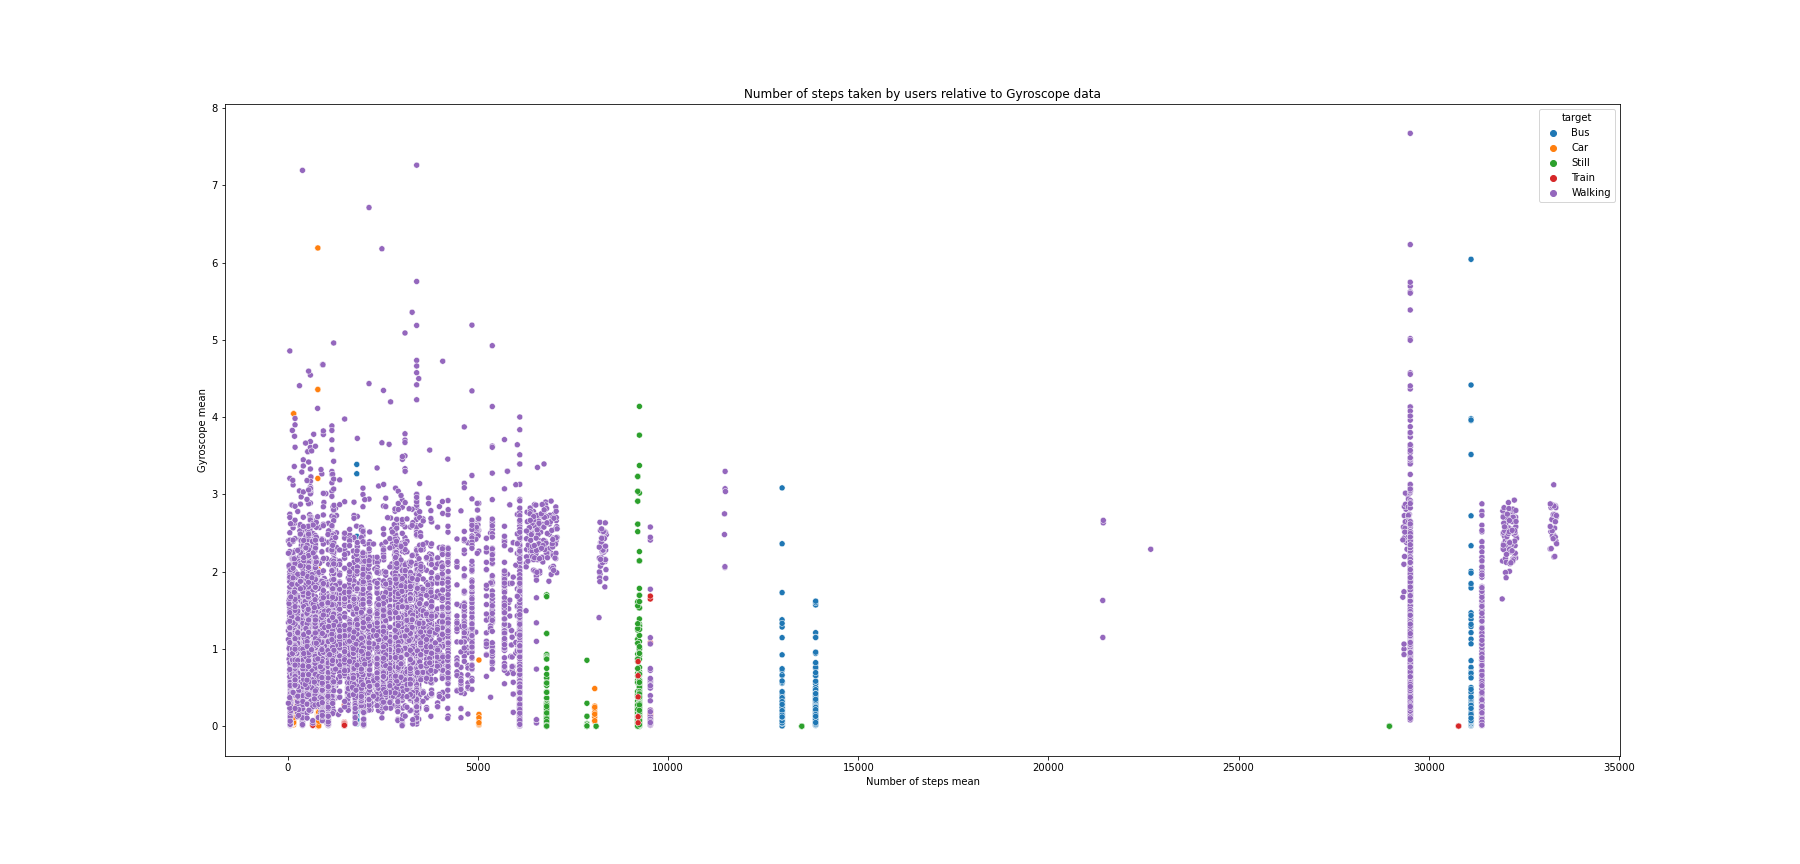 Number of steps taken by users relative to Gyroscope data
8
7
6
5
4
3
2
1
0
Gyroscope mean
target
Bus
Car
Still
Train
Walking
0 5000 10000 15000 20000 25000 30000 35000
Number of steps mean